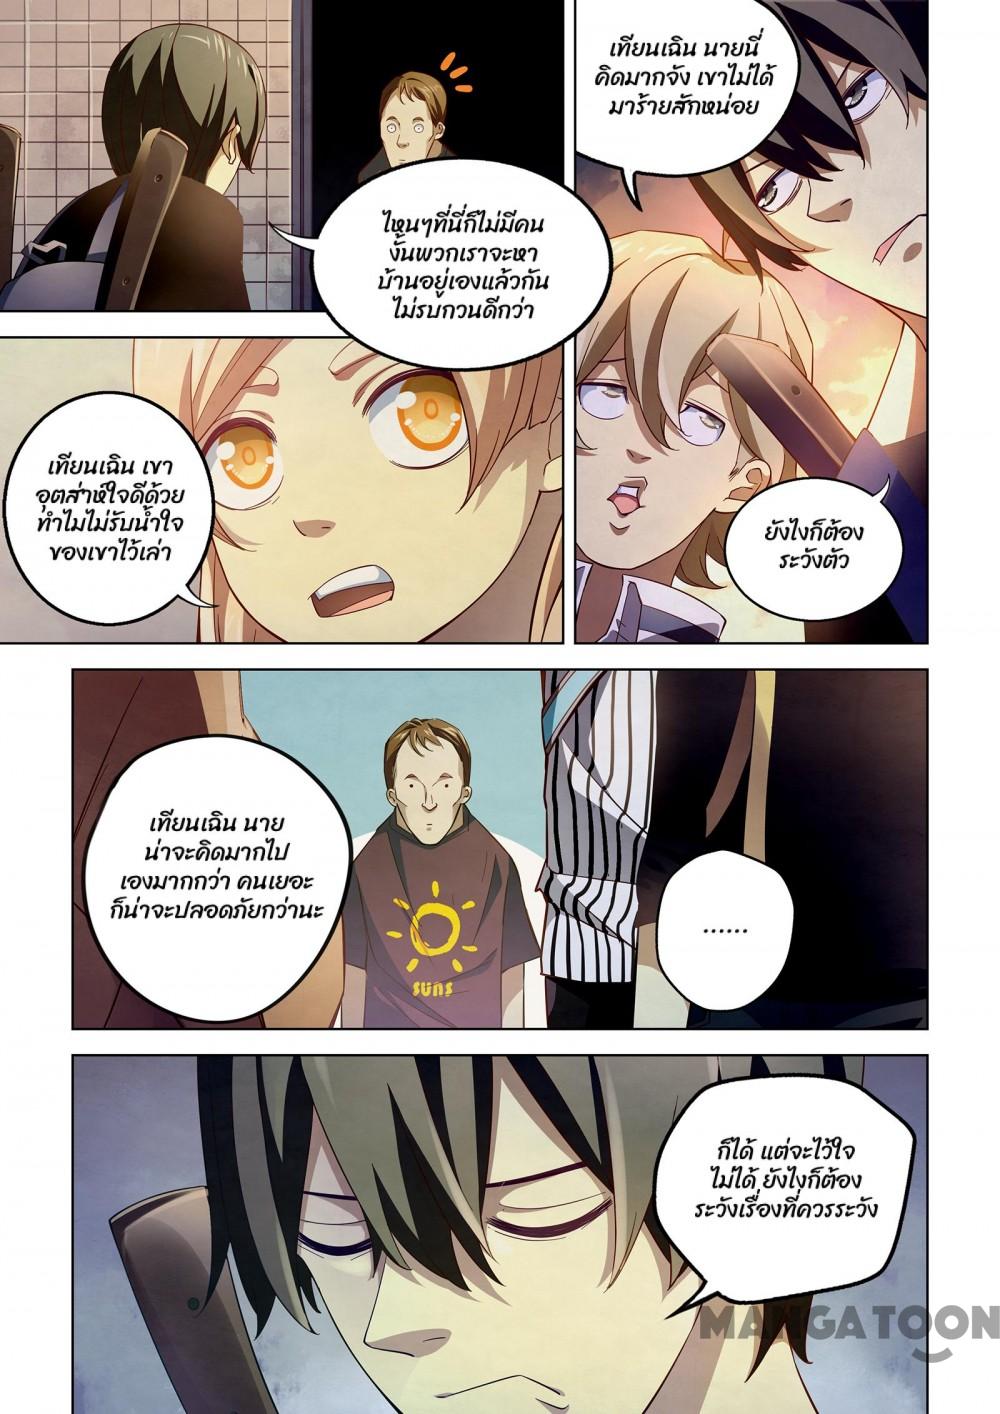 เทียนเฉิน นายนี่
คิดมากจัง เขาไม่ได้
มาร้ายสักหน่อย
ไหนๆที่นี่ก็ไม่มีคน
งั้นพวกเราจะหา
บ้านอยู่เองแล้วกัน
ไม่รบกวนดีกว่า
เทียนเฉิน เขา
อุตส่าห์ใจดีด้วย
ทำไมไม่รับน้ำใจ
ของเขาไว้เล่า
ยังไงก็ต้อง
ระวังตัว
เทียนเฉิน นาย
น่าจะคิดมากไป
เองมากกว่า คนเยอะ
ก็น่าจะปลอดภัยกว่านะ
SUNS
......
ก็ได้ แต่จะไว้ใจ
ไม่ได้ ยังไงก็ต้อง
ระวังเรื่องที่ควรระวัง
MANGATOON